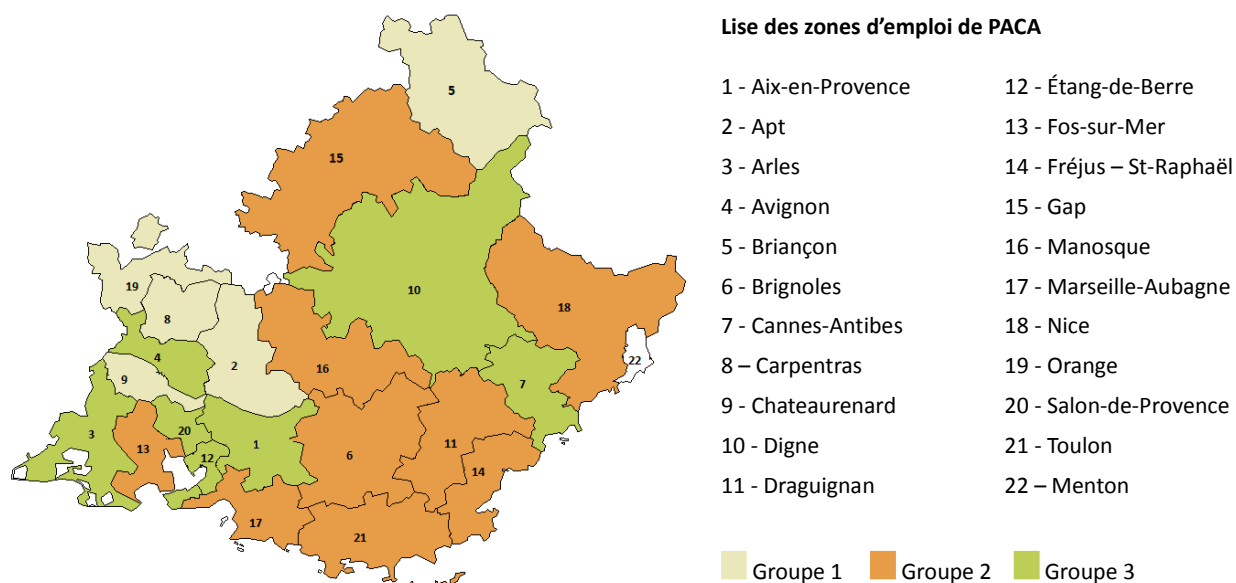 Lise des zones d’emploi de PACA
1 - Aix-en-Provence
2 - Apt
3 - Arles
4 - Avignon
5 - Briançon
6 - Brignoles
7 - Cannes-Antibes
8 – Carpentras
9 - Chateaurenard
10 - Digne
11 - Draguignan
12 - Étang-de-Berre
13 - Fos-sur-Mer
14 - Fréjus – St-Raphaël
15 - Gap
16 - Manosque
17 - Marseille-Aubagne
18 - Nice
19 - Orange
20 - Salon-de-Provence
21 - Toulon
22 – Menton
Groupe 1 Groupe 2 Groupe 3
5
15
10
19
18
8
4
22
2
16
9
7
3
20
1
13
12
6
11
14
17
21